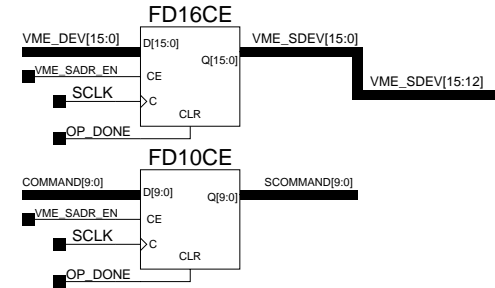 FD16CE
VME_DEV[15:0]
D[15:0]
Q[15:0]
VME_SDEV[15:0]
VME_SDEV[15:12]
VME_SADR_EN
CE
SCLK
C
CLR
OP_DONE
FD10CE
COMMAND[9:0]
D[9:0]
Q[9:0]
SCOMMAND[9:0]
VME_SADR_EN
CE
SCLK
C
CLR
OP_DONE